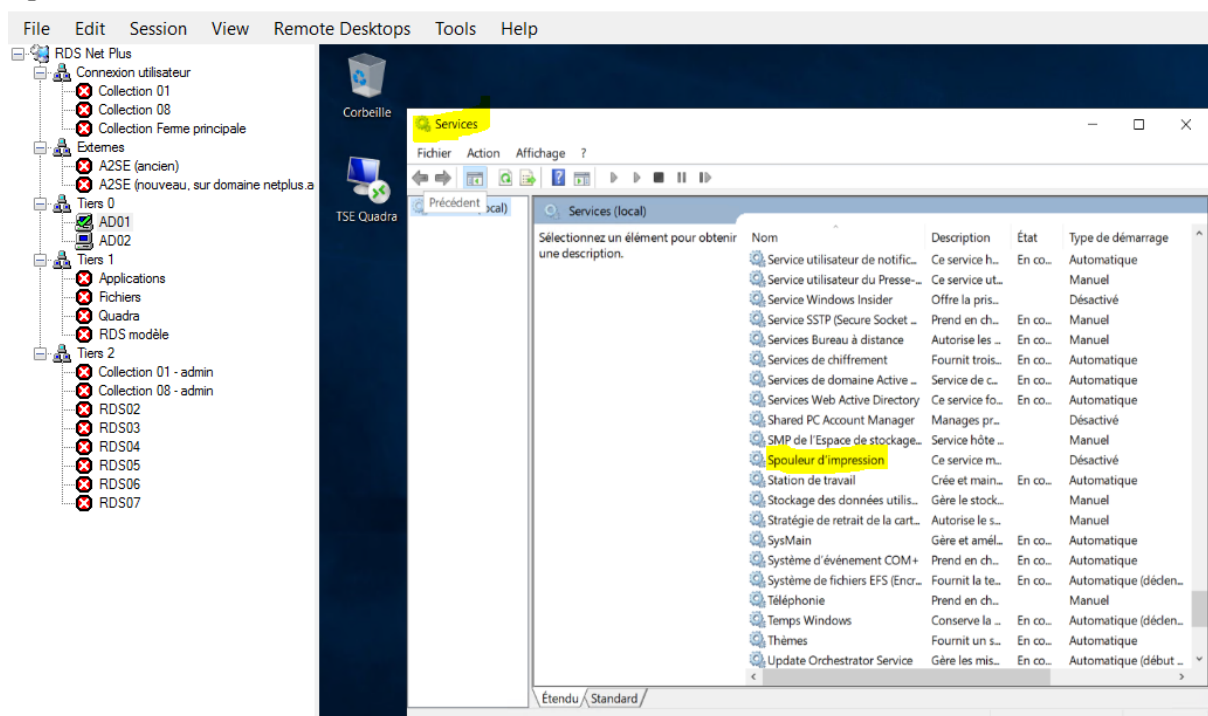 File Edit Session View Remote Desktops Tools Help
RDS Net Plus
Connexion utilisateur
Collection 01
Collection 08
Collection Ferme principale
Externes
A2SE (ancien)
A2SE (nouveau, sur domaine netplus.a
Tiers 0
AD01
AD02
Tiers 1
Applications
Fichiers
Quadra
RDS modèle
Tiers 2
Collection 01 - admin
Collection 08 - admin
RDS02
RDS03
RDS04
RDS05
RDS06
RDS07
Corbeille
TSE Quadra
Services
Fichier Action Affichage ?
Précédent
cal)
Services (local)
Sélectionnez un élément pour obtenir
une description.
Nom Description État Type de démarrage
Service utilisateur de notific... Ce service h... En co... Automatique
Service utilisateur du Presse-... Ce service ut... Manuel
Service Windows Insider Offre la pris... Désactivé
Service SSTP (Secure Socket ... Prend en ch... En co... Manuel
Services Bureau à distance Autorise les ... En co... Manuel
Services de chiffrement Fournit trois... En co... Automatique
Services de domaine Active ... Service de c... En co... Automatique
Services Web Active Directory Ce service fo... En co... Automatique
Shared PC Account Manager Manages pr... Désactivé
SMP de l'Espace de stockage... Service hôte ... Manuel
Spouleur d'impression Ce service m... Désactivé
Station de travail Crée et main... En co... Automatique
Stockage des données utilis... Gère le stock... Manuel
Stratégie de retrait de la cart... Autorise le s... Manuel
SysMain Gère et amél... En co... Automatique
Système d'événement COM+ Prend en ch... En co... Automatique
Système de fichiers EFS (Encr... Fournit la te... En co... Automatique (déclen...
Téléphonie Prend en ch... Manuel
Temps Windows Conserve la ... En co... Automatique (déclen...
Thèmes Fournit un s... En co... Automatique
Update Orchestrator Service Gère les mis... En co... Automatique (début ...
Étendu Standard